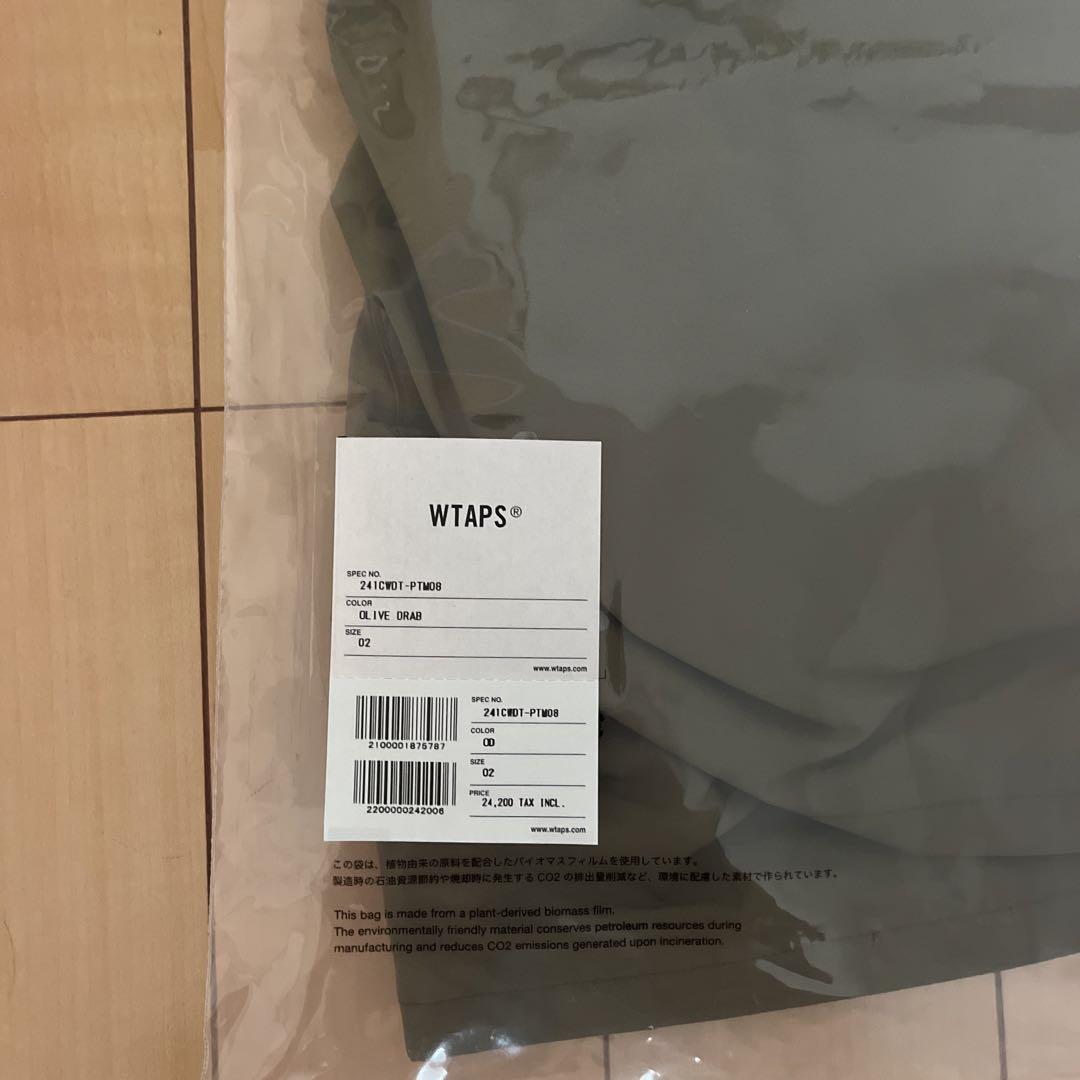 WTAPS®
SPEC NO.
241CWDT-PTM08
COLOR
OLIVE DRAB
SIZE
02
www.wtaps.com
2100001875787
2200000242006
SPEC NO.
241CWDT-PTM08
COLOR
OD
SIZE
02
PRICE
24,200 TAX INCL.
www.wtaps.com
この袋は、植物由来の原料を配合したバイオマスフィルムを使用しています。
製造時の石油資源節約や焼却時に発生する CO2 の排出量削減など、環境に配慮した素材で作られています。
This bag is made from a plant-derived biomass film.
The environmentally friendly material conserves petroleum resources during
manufacturing and reduces CO2 emissions generated upon incineration.